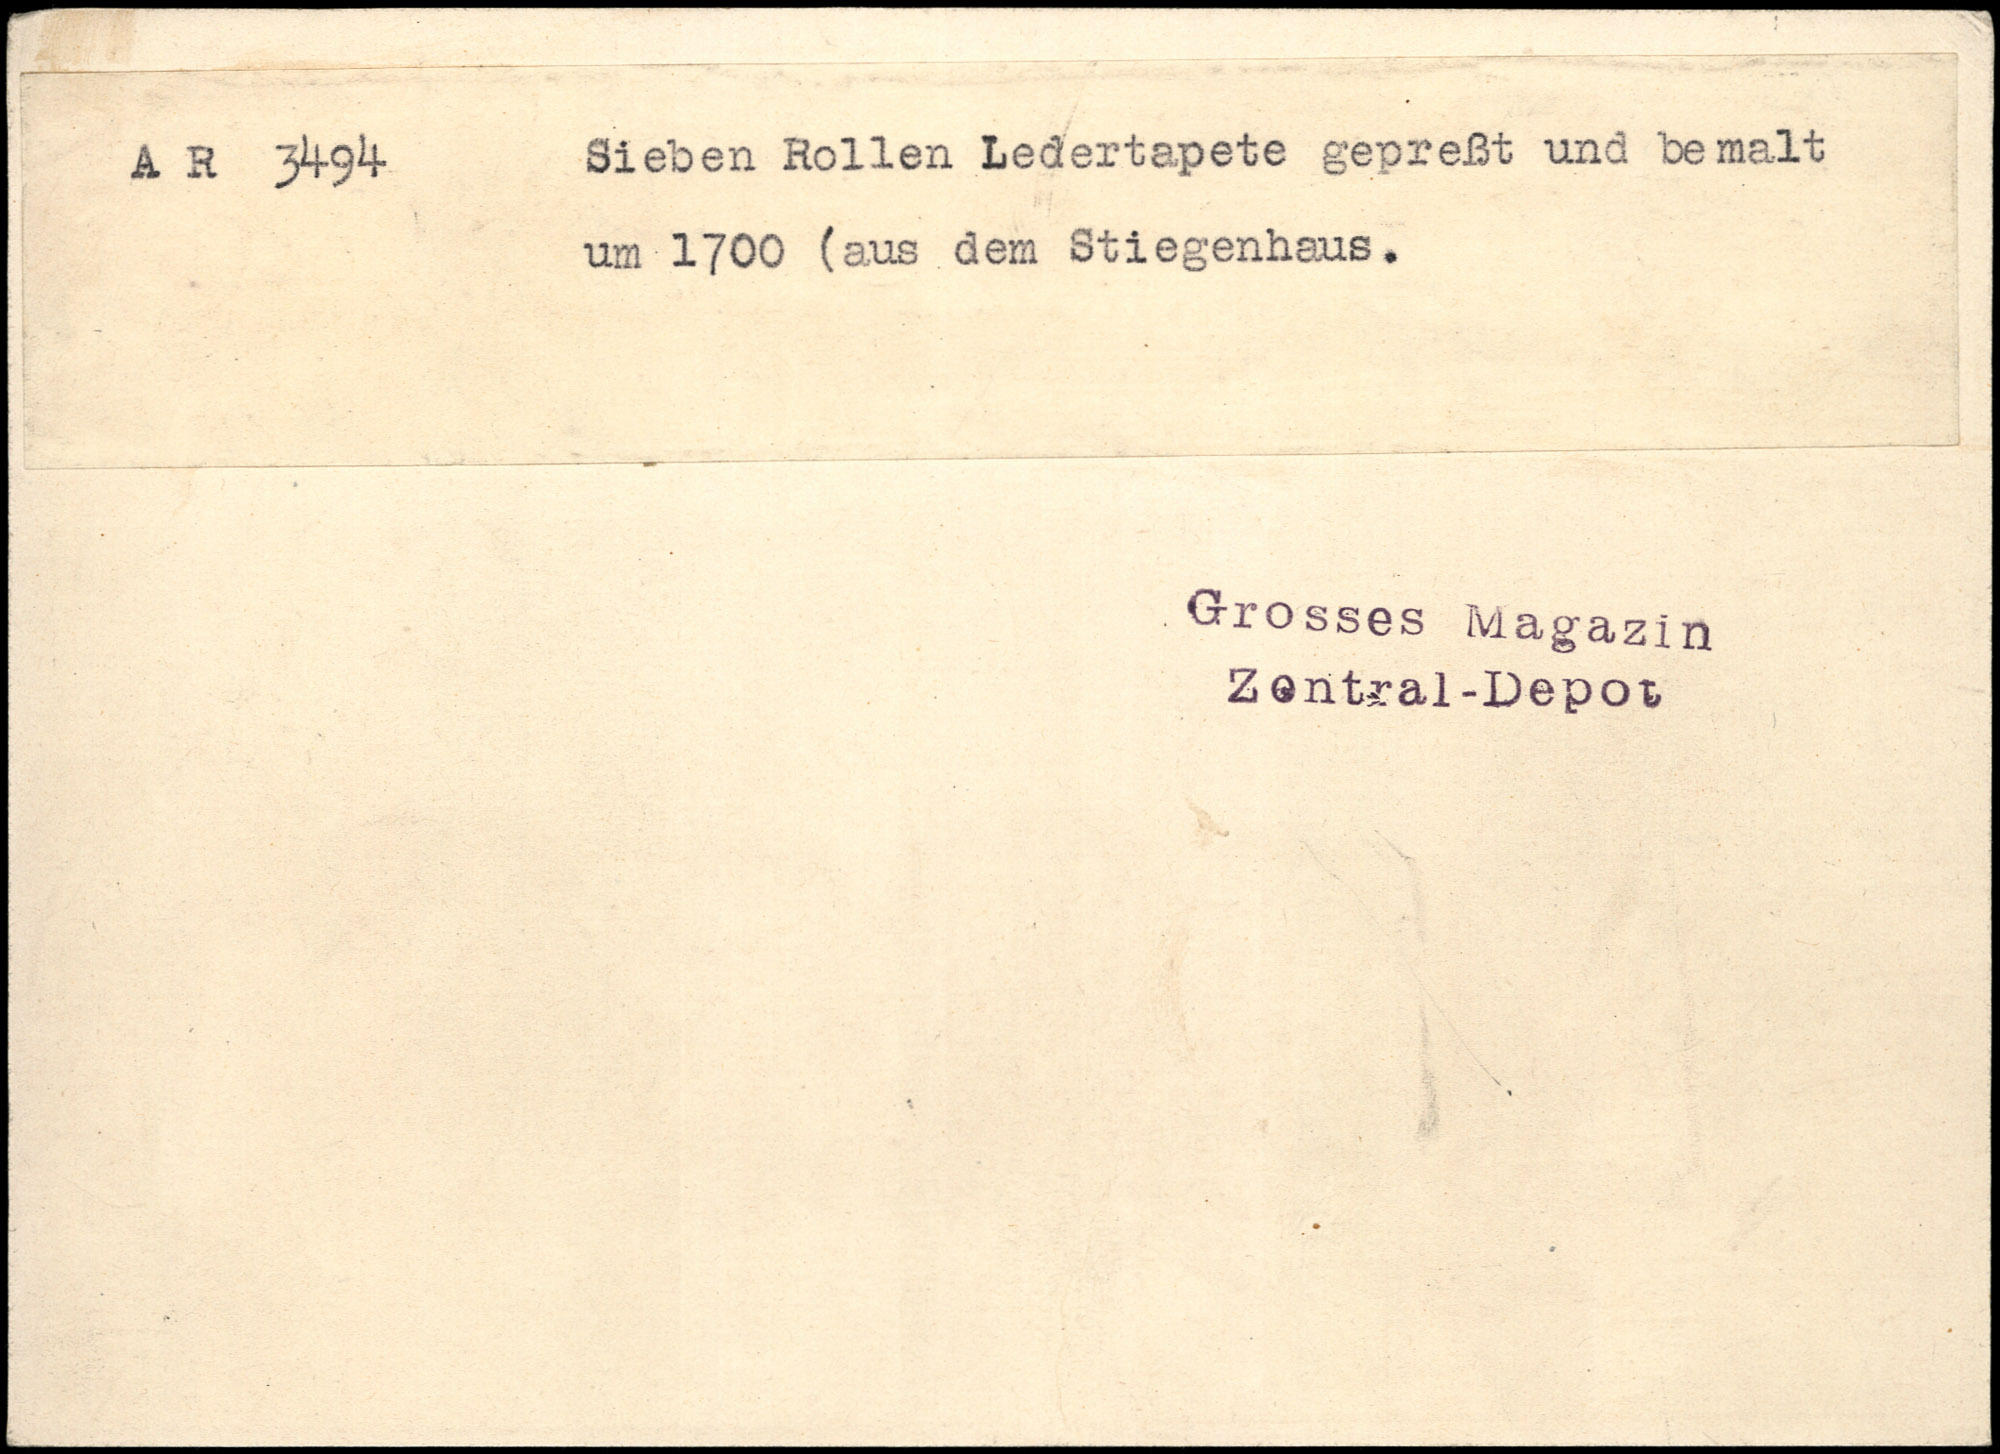 A R 3494 Sieben Rollen Ledertapete gepreßt und bemalt
um 1700 (aus dem Stiegenhaus.
Grosses Magazin
Zentral-Depot